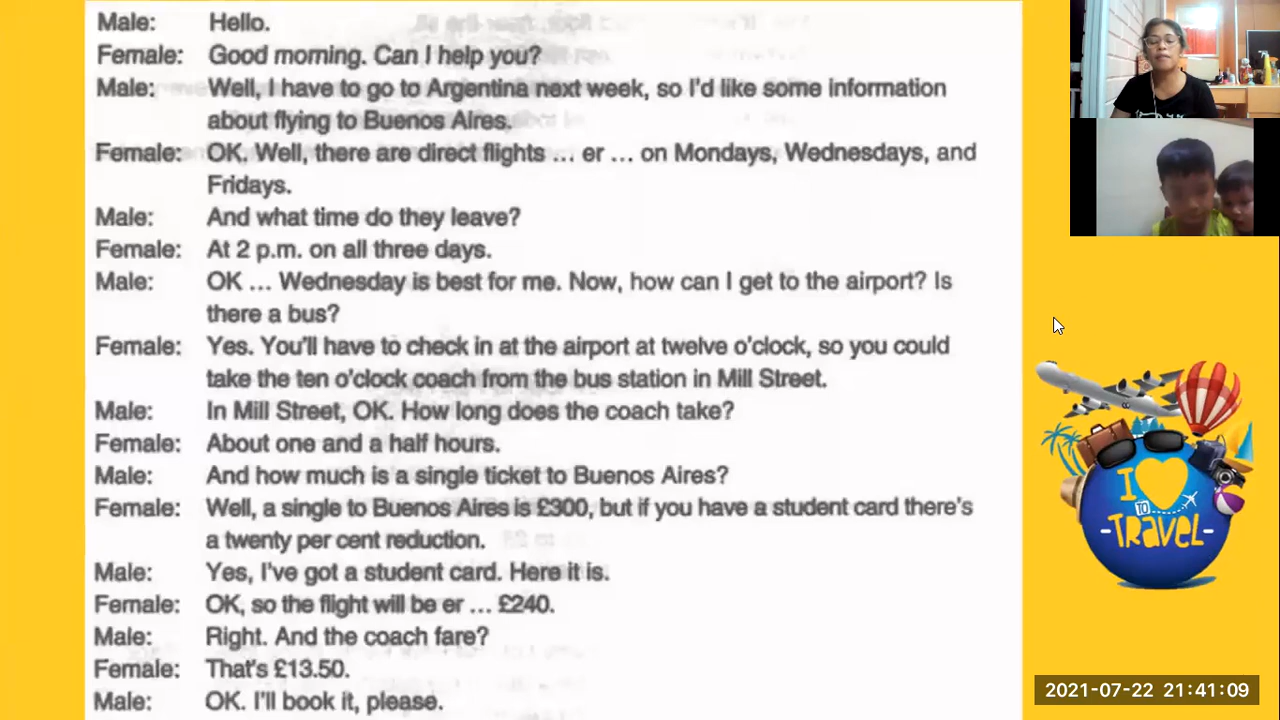 Male: Hello.
Female: Good morning. Can I help you?
Male: Well, I have to go to Argentina next week, so I'd like some information
about flying to Buenos Aires.
Female: OK. Well, there are direct flights ... er ... on Mondays, Wednesdays, and
Fridays.
Male: And what time do they leave?
Female: At 2 p.m. on all three days.
Male: OK ... Wednesday is best for me. Now, how can I get to the airport? Is
there a bus?
Female: Yes. You'll have to check in at the airport at twelve o'clock, so you could
take the ten o'clock coach from the bus station in Mill Street.
Male: In Mill Street, OK. How long does the coach take?
Female: About one and a half hours.
Male: And how much is a single ticket to Buenos Aires?
Female: Well, a single to Buenos Aires is £300, but if you have a student card there's
a twenty per cent reduction.
Male: Yes, I've got a student card. Here it is.
Female: OK, so the flight will be er ... £240.
Male: Right. And the coach fare?
Female: That's £13.50.
Male: OK. I'll book it, please.
I
TO
-TRAVEL-
2021-07-22 21:41:09